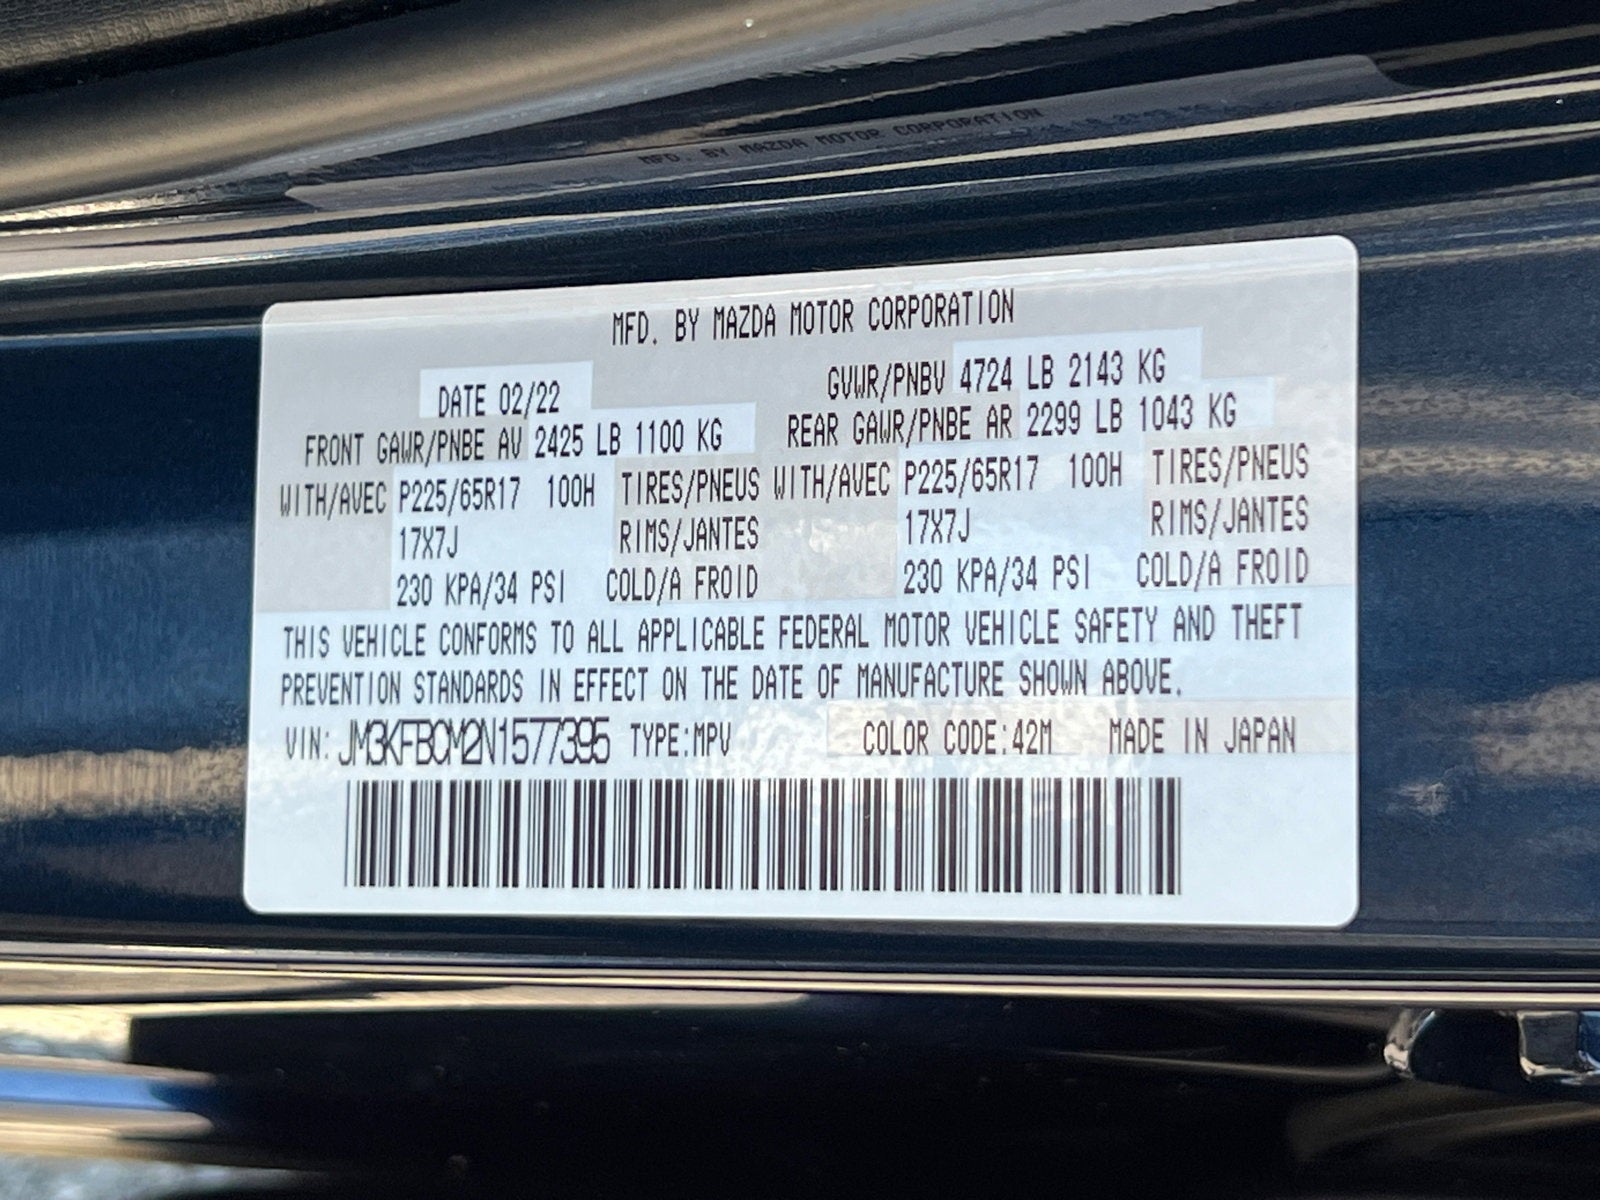 MFD. BY MAZDA MOTOR CORPORATION
MFD. BY MAZDA MOTOR CORPORATION
DATE 02/22 GVWR/PNBV 4724 LB 2143 KG
FRONT GAWR/PNBE AV 2425 LB 1100 KG REAR GAWR/PNBE AR 2299 LB 1043 KG
WITH/AVEC P225/65R17 100H TIRES/PNEUS WITH/AVEC P225/65R17 100H TIRES/PNEUS
17X7J RIMS/JANTES 17X7J RIMS/JANTES
230 KPA/34 PSI COLD/A FROID 230 KPA/34 PSI COLD/A FROID
THIS VEHICLE CONFORMS TO ALL APPLICABLE FEDERAL MOTOR VEHICLE SAFETY AND THEFT
PREVENTION STANDARDS IN EFFECT ON THE DATE OF MANUFACTURE SHOWN ABOVE.
VIN: JM3KFBCM2N1577395 TYPE:MPV COLOR CODE:42M MADE IN JAPAN